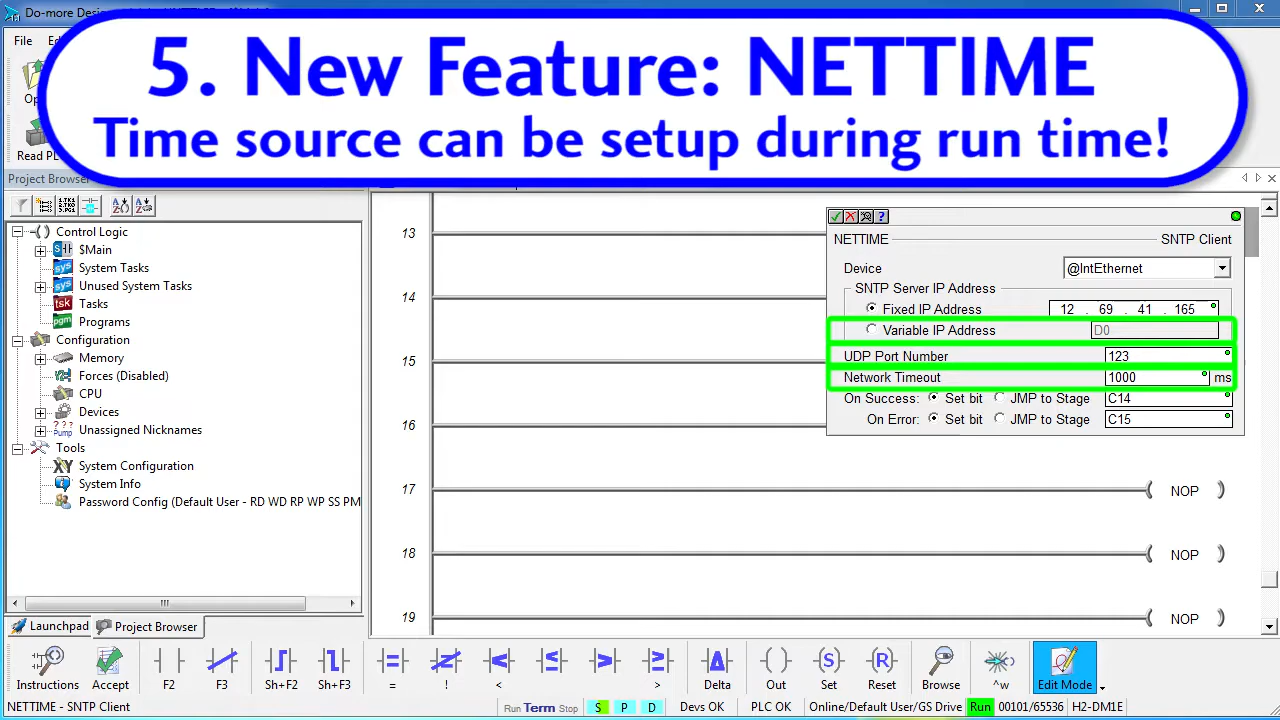 Do-more Des
5. New Feature: NETTIME
Time source can be setup during run time!
File
Read PL
Project Browser
Control Logic
$Main
System Tasks
Unused System Tasks
Tasks
Programs
Configuration
Memory
Forces (Disabled)
CPU
Devices
Unassigned Nicknames
Tools
System Configuration
System Info
Password Config (Default User - RD WD RP WP SS PM
Launchpad
Project Browser
13
14
15
16
17
18
19
NETTIME
SNTP Client
Device
@IntEthernet
SNTP Server IP Address
Fixed IP Address
12 . 69 . 41 . 165
Variable IP Address
D0
UDP Port Number
123
Network Timeout
1000
ms
On Success:
Set bit
JMP to Stage
C14
On Error:
Set bit
JMP to Stage
C15
NOP
NOP
NOP
Instructions
Accept
F2
F3
Sh+F2
Sh+F3
=
!
<
≤
>
>
Delta
Out
Set
Reset
Browse
^w
Edit Mode
NETTIME - SNTP Client
Run Term Stop
S
P
D
Devs OK
PLC OK
Online/Browse User/GS Drive
Run
00101/65536
H2-DM1E